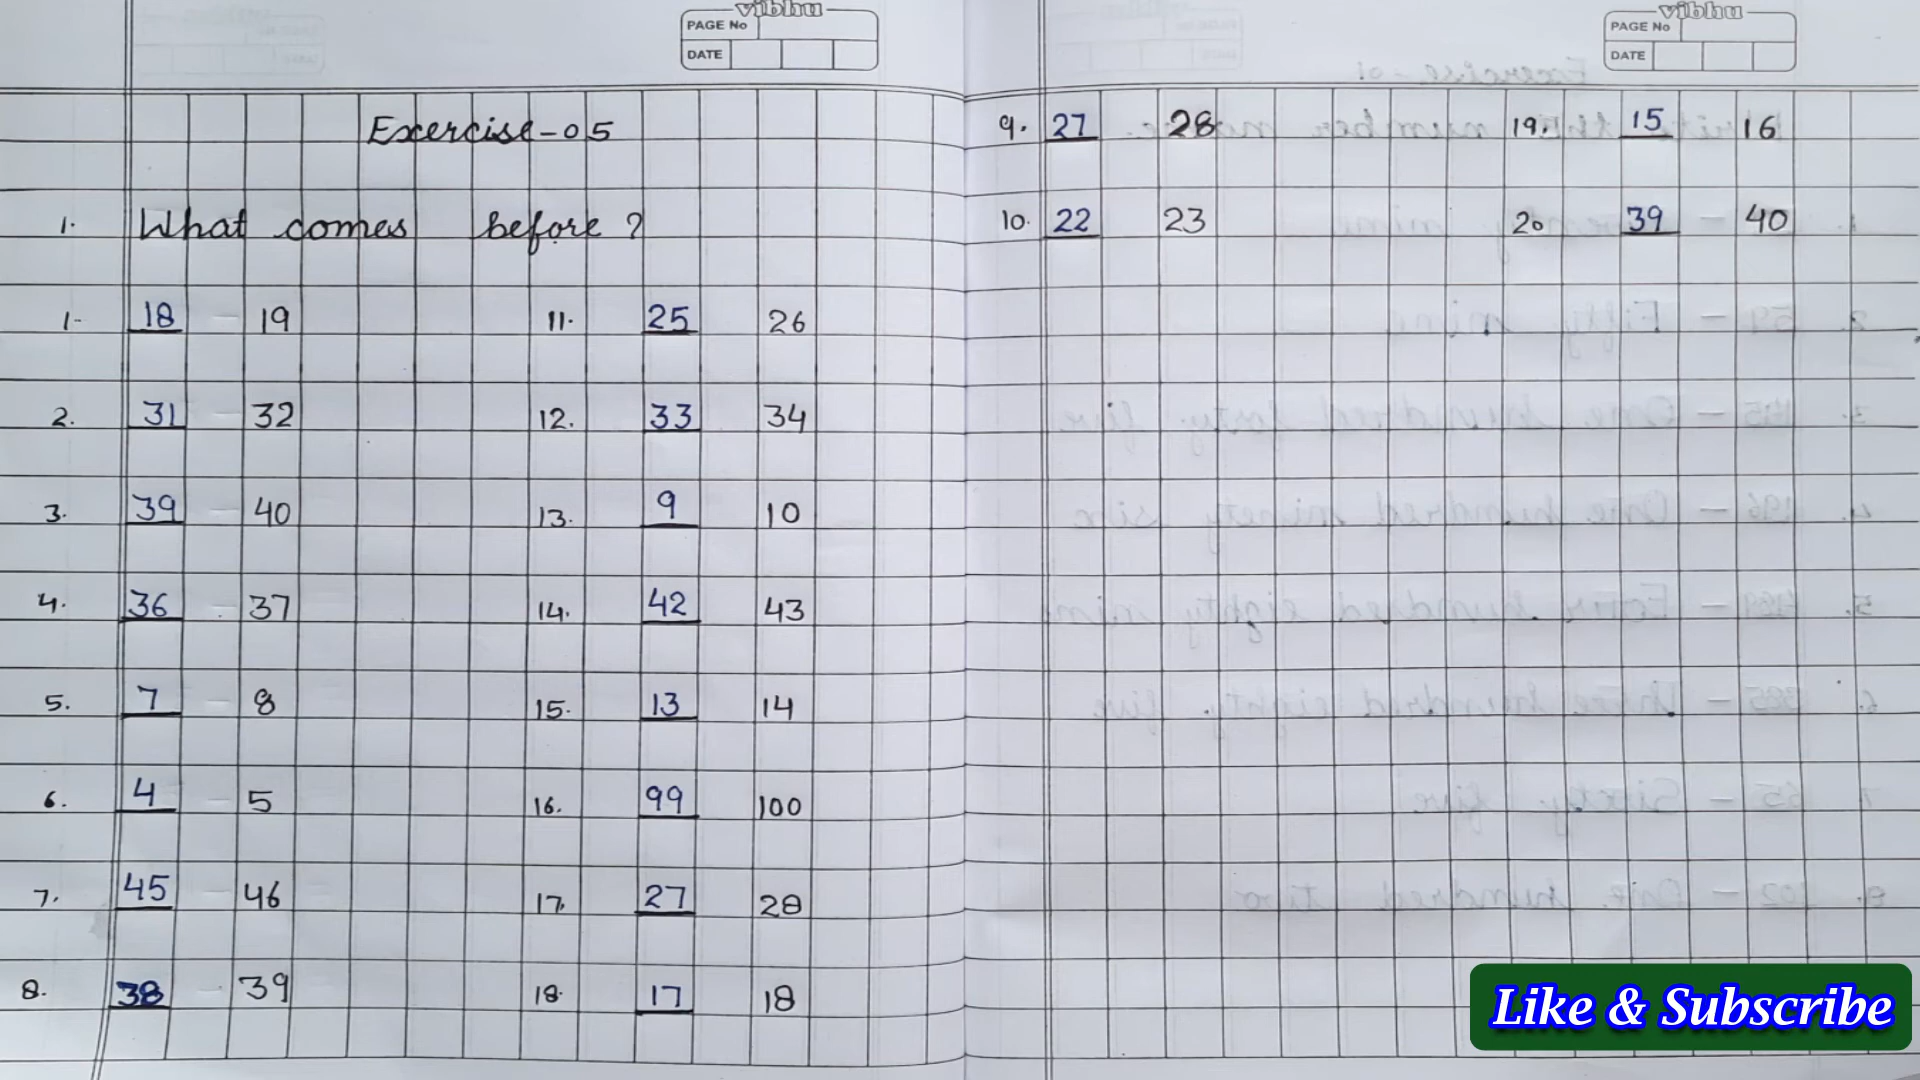 vibhu
PAGE No
DATE
Exercise-05
1. What comes before?
1. 18 - 19 11. 25 26
2. 31 - 32 12. 33 34
3. 39 - 40 13. 9 10
4. 36 - 37 14. 42 43
5. 7 - 8 15. 13 14
6. 4 - 5 16. 99 100
7. 45 - 46 17. 27 28
8. 38 - 39 18. 17 18
vibhu
PAGE No
DATE
9. 27 28 19. 15 16
10. 22 23 20 39 40
Like & Subscribe